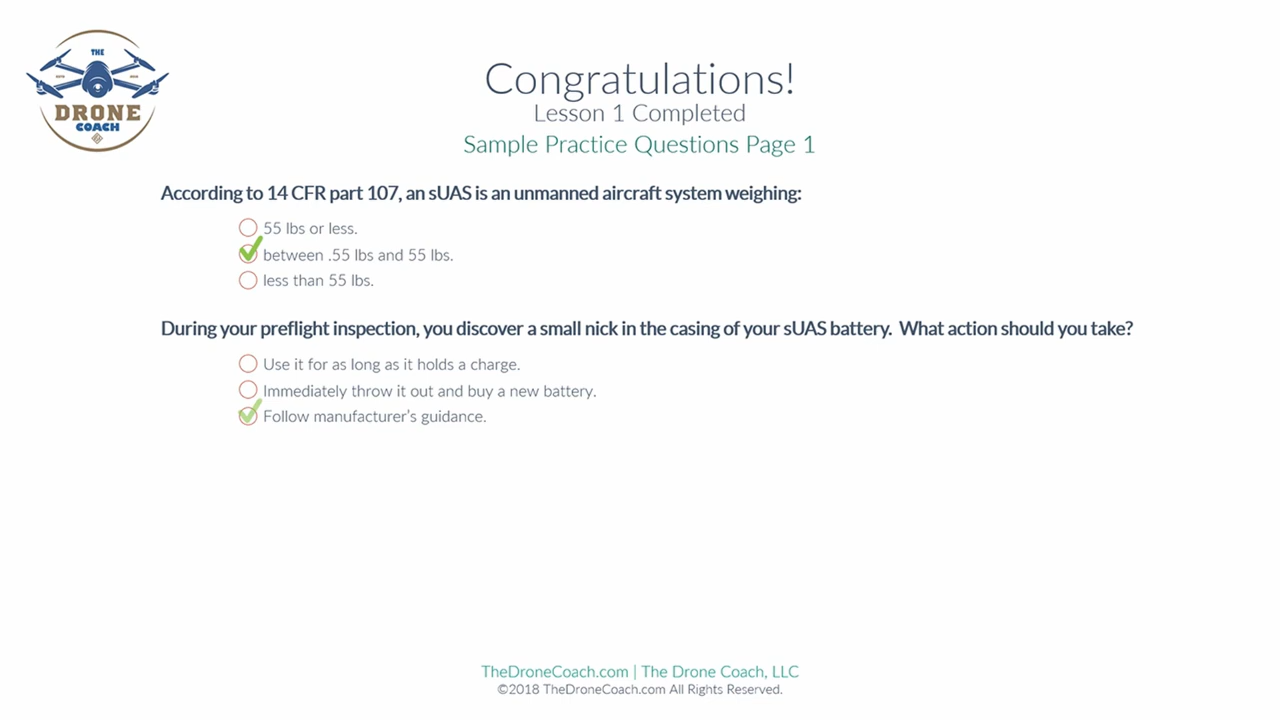 THE
DRONE
COACH
Congratulations!
Lesson 1 Completed
Sample Practice Questions Page 1
According to 14 CFR part 107, an sUAS is an unmanned aircraft system weighing:
55 lbs or less.
between .55 lbs and 55 lbs.
less than 55 lbs.
During your preflight inspection, you discover a small nick in the casing of your sUAS battery. What action should you take?
Use it for as long as it holds a charge.
Immediately throw it out and buy a new battery.
Follow manufacturer's guidance.
TheDroneCoach.com | The Drone Coach, LLC
©2018 TheDroneCoach.com All Rights Reserved.